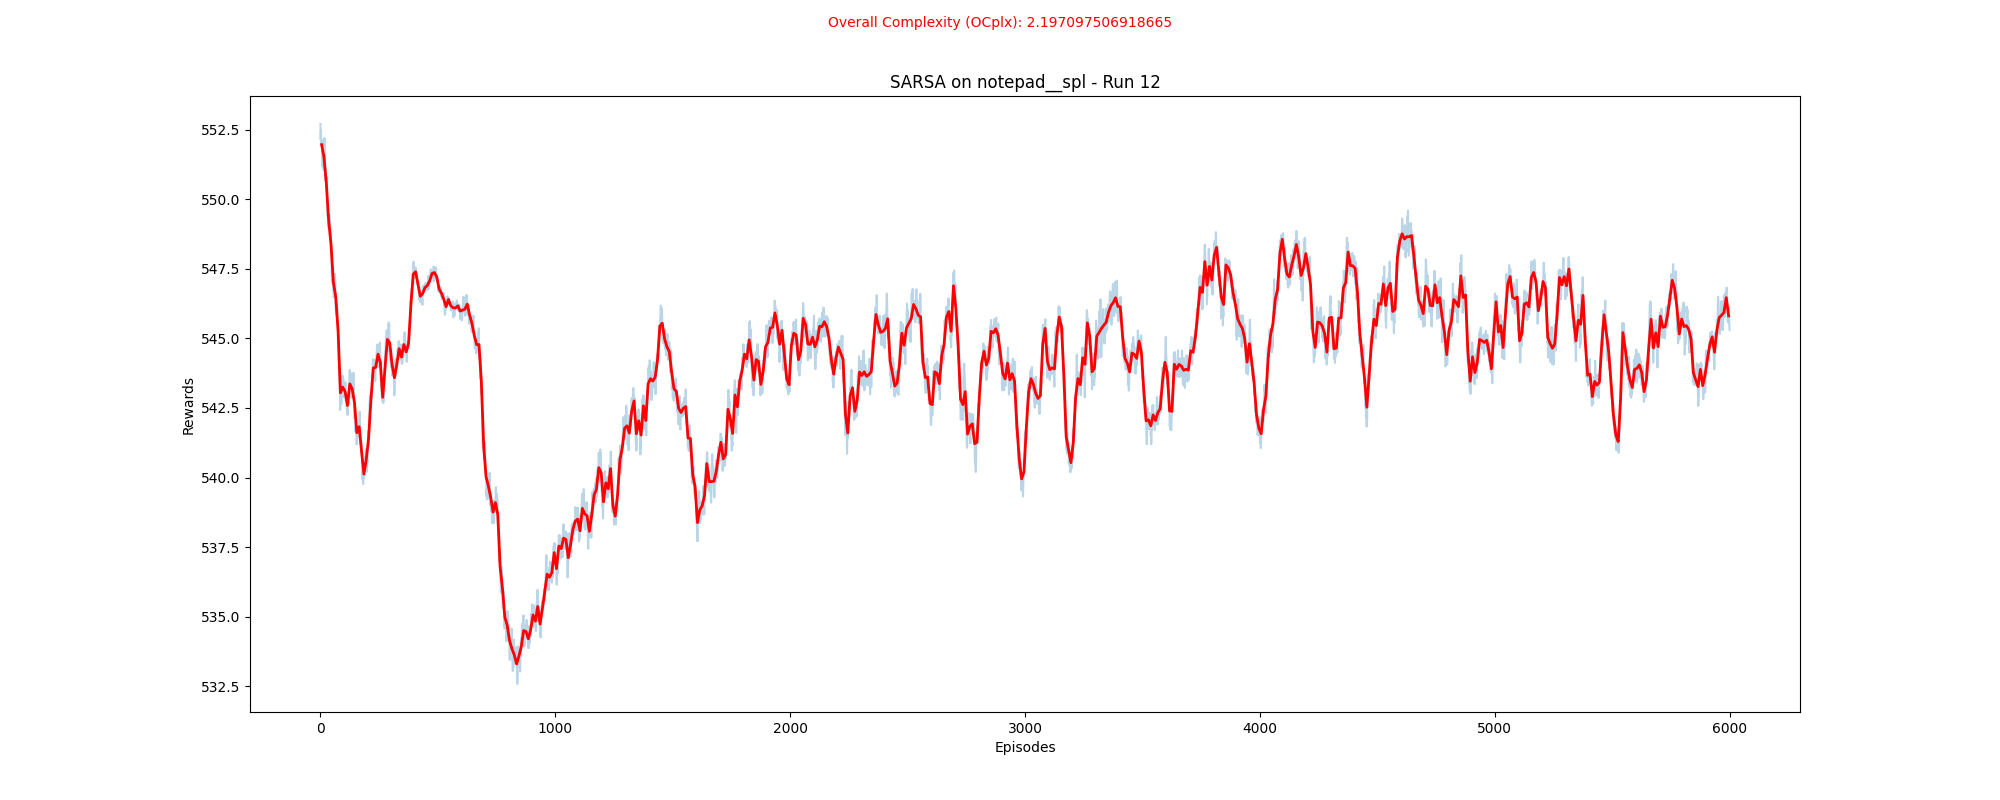 Overall Complexity (OCplx): 2.197097506918665
SARSA on notepad__spl - Run 12
552.5
550.0
547.5
545.0
542.5
540.0
537.5
535.0
532.5
Rewards
0 1000 2000 3000 4000 5000 6000
Episodes